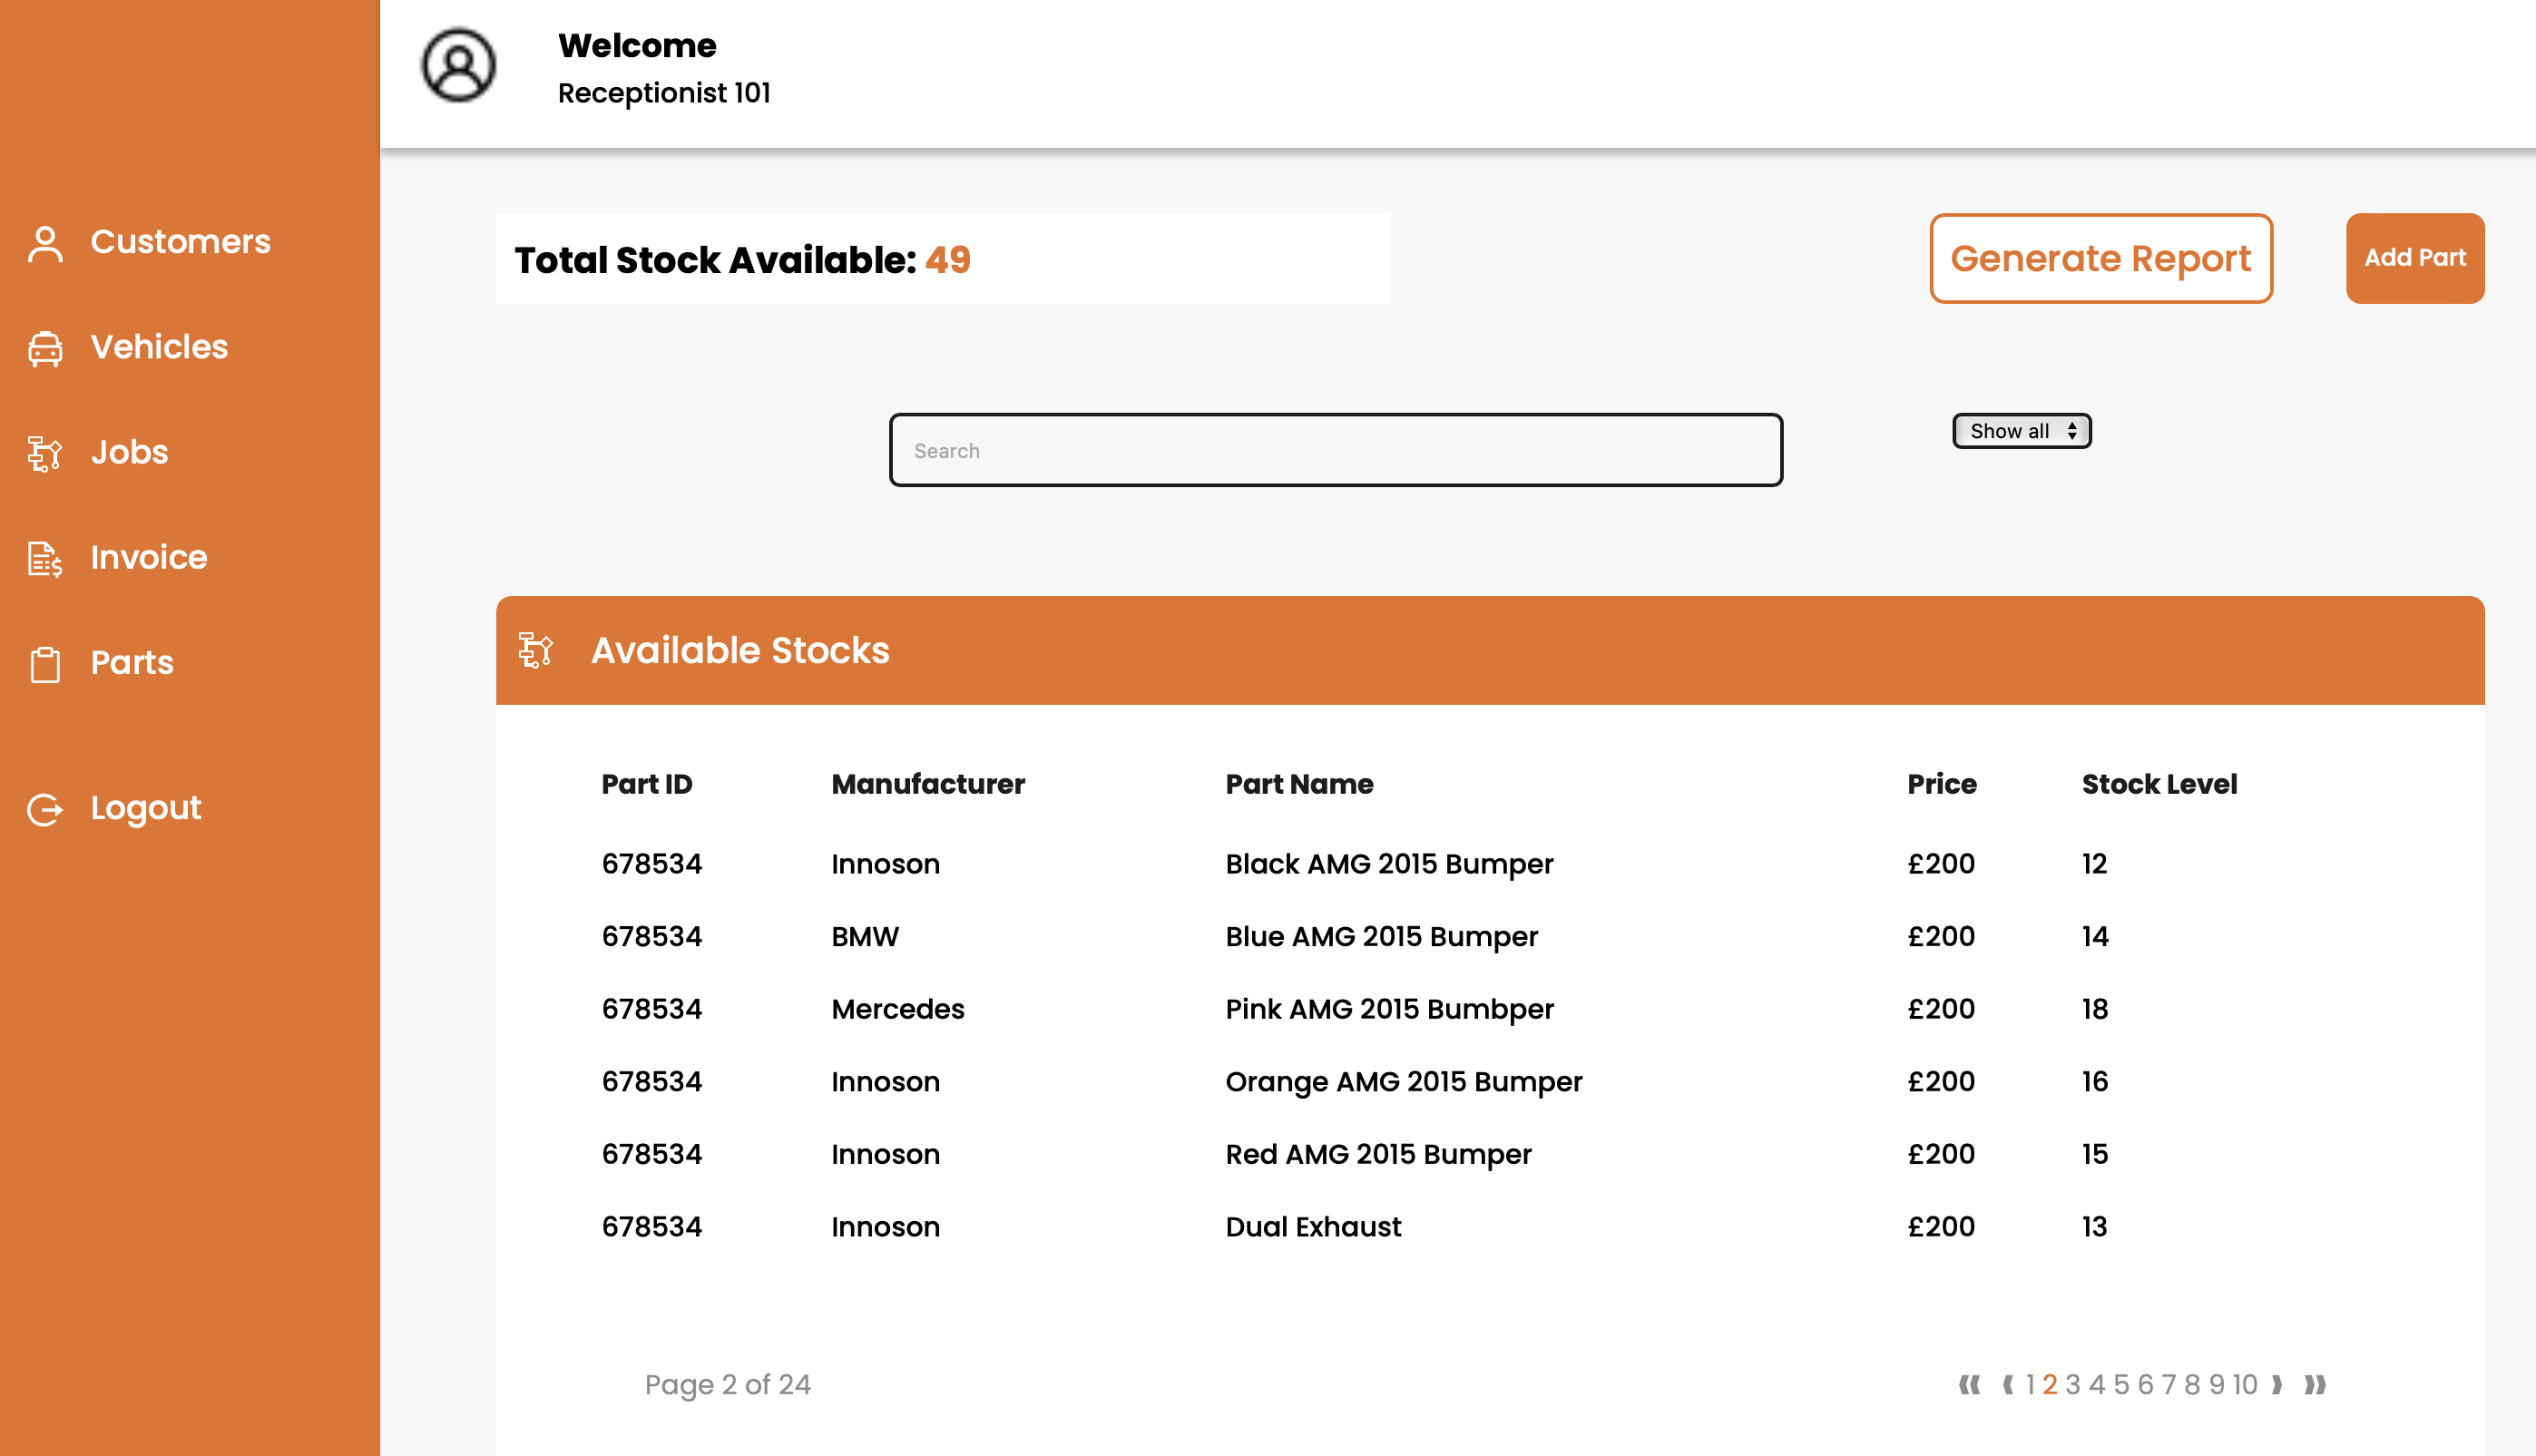 Welcome
Receptionist 101
Customers
Vehicles
Jobs
Invoice
Parts
Logout
Total Stock Available: 49
Generate Report
Add Part
Search
Show all
Available Stocks
Part ID Manufacturer Part Name Price Stock Level
678534 Innoson Black AMG 2015 Bumper £200 12
678534 BMW Blue AMG 2015 Bumper £200 14
678534 Mercedes Pink AMG 2015 Bumbper £200 18
678534 Innoson Orange AMG 2015 Bumper £200 16
678534 Innoson Red AMG 2015 Bumper £200 15
678534 Innoson Dual Exhaust £200 13
Page 2 of 24 ⟪ ⟨ 1 2 3 4 5 6 7 8 9 10 ⟩ ⟫